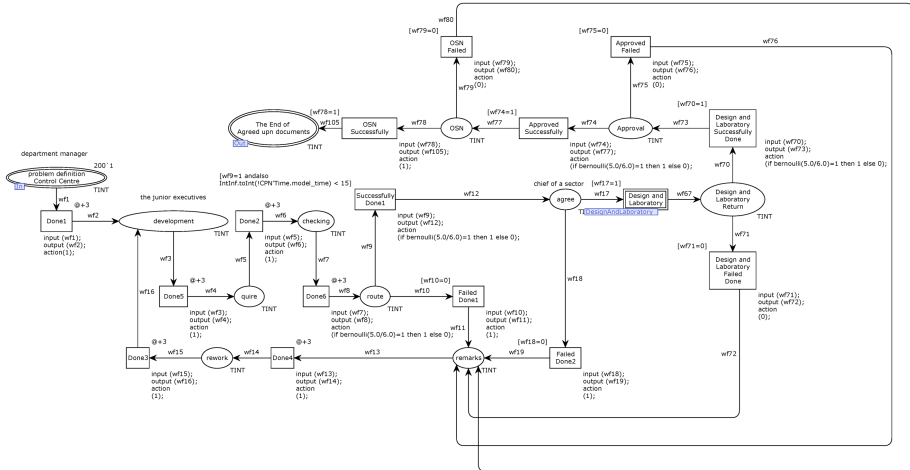 wf80
[wf79=0]
OSN
Failed
input (wf79);
output (wf80);
action
(0);
wf79
[wf75=0]
Approved
Failed
wf76
input (wf75);
output (wf76);
action
(0);
wf75
[wf78=1]
The End of
Agreed upn documents
Out
TINT
wf105
OSN
Successfully
input (wf78);
output (wf105);
action
(1);
wf78
OSN
TINT
wf77
[wf74=1]
Approved
Successfully
input (wf74);
output (wf77);
action
(if bernoulli(5.0/6.0)=1 then 1 else 0);
wf74
Approval
TINT
wf73
[wf70=1]
Design and
Laboratory
Successfully
Done
input (wf70);
output (wf73);
action
(if bernoulli(5.0/6.0)=1 then 1 else 0);
wf70
department manager
200`1
problem definition
Control Centre
In
TINT
wf1
@+3
Done1
wf2
input (wf1);
output (wf2);
action(1);
the junior executives
development
TINT
wf3
@+3
Done5
wf4
input (wf3);
output (wf4);
action
(1);
quire
TINT
wf5
@+3
Done2
wf6
input (wf5);
output (wf6);
action
(1);
checking
TINT
wf7
@+3
Done6
wf8
input (wf7);
output (wf8);
action
(if bernoulli(5.0/6.0)=1 then 1 else 0);
route
TINT
wf9
[wf9=1 andalso
IntInf.toInt(!CPN'Time.model_time) < 15]
Successfully
Done1
wf12
input (wf9);
output (wf12);
action
(if bernoulli(5.0/6.0)=1 then 1 else 0);
wf10
[wf10=0]
Failed
Done1
wf11
input (wf10);
output (wf11);
action
(1);
chief of a sector
agree
wf17
[wf17=1]
Design and
Laboratory
DesignAndLaboratory
wf67
Design and
Laboratory
Return
TINT
wf71
[wf71=0]
Design and
Laboratory
Failed
Done
input (wf71);
output (wf72);
action
(0);
wf72
wf18
[wf18=0]
Failed
Done2
wf19
input (wf18);
output (wf19);
action
(1);
remarks
TINT
wf13
@+3
Done4
input (wf13);
output (wf14);
action
(1);
wf14
rework
TINT
wf15
@+3
Done3
input (wf15);
output (wf16);
action
(1);
wf16